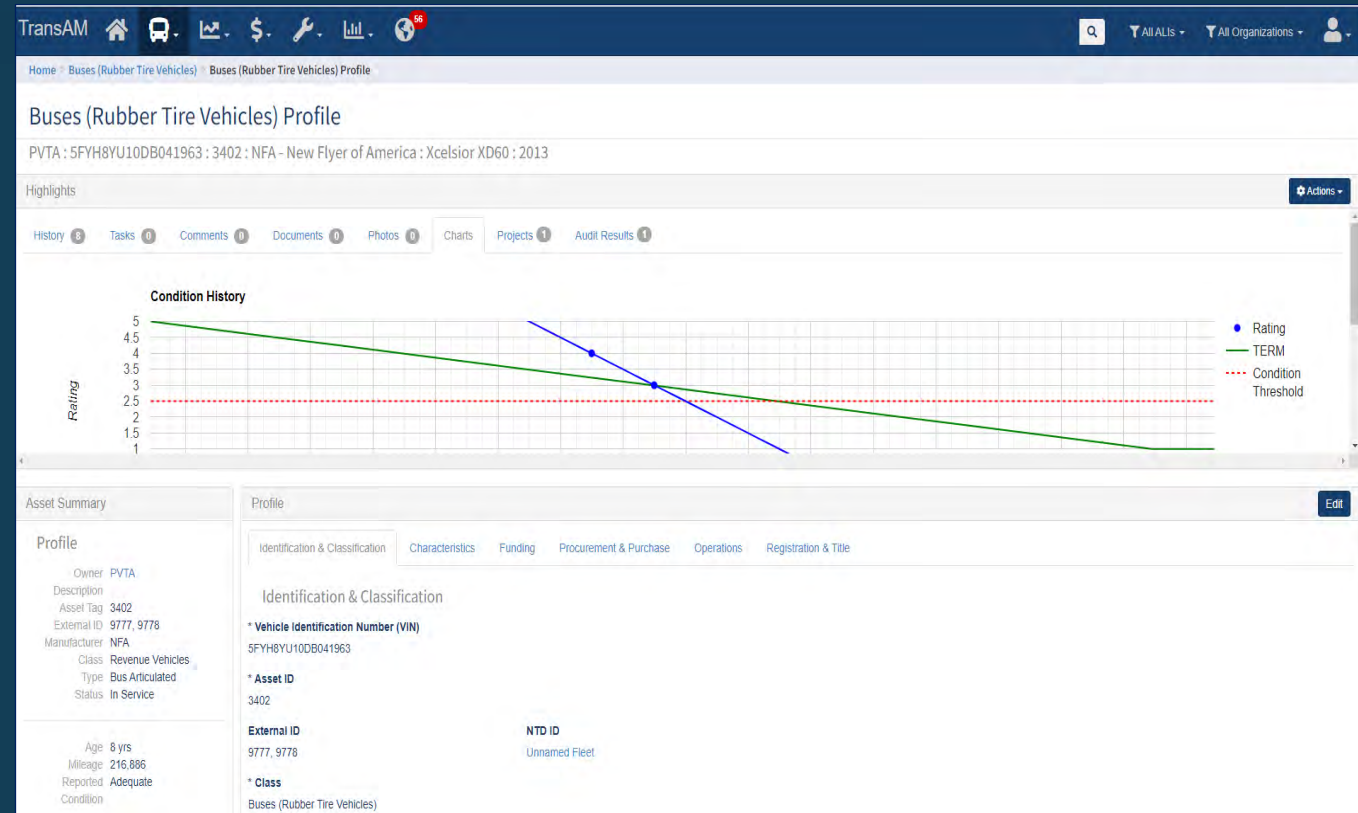 TransAM
56
All ALIs
All Organizations
Home Buses (Rubber Tire Vehicles) Buses (Rubber Tire Vehicles) Profile
Buses (Rubber Tire Vehicles) Profile
PVTA : 5FYH8YU10DB041963 : 3402 : NFA - New Flyer of America : Xcelsior XD60 : 2013
Highlights
Actions
History 8 Tasks 0 Comments 0 Documents 0 Photos 0 Charts Projects 1 Audit Results 1
Condition History
Rating
5
4.5
4
3.5
3
2.5
2
1.5
1
Rating
TERM
Condition
Threshold
Asset Summary
Profile
Owner PVTA
Description
Asset Tag 3402
External ID 9777, 9778
Manufacturer NFA
Class Revenue Vehicles
Type Bus Articulated
Status In Service
Age 8 yrs
Mileage 216,886
Reported Adequate
Condition
Profile
Edit
Identification & Classification Characteristics Funding Procurement & Purchase Operations Registration & Title
Identification & Classification
* Vehicle Identification Number (VIN)
5FYH8YU10DB041963
* Asset ID
3402
External ID NTD ID
9777, 9778 Unnamed Fleet
* Class
Buses (Rubber Tire Vehicles)